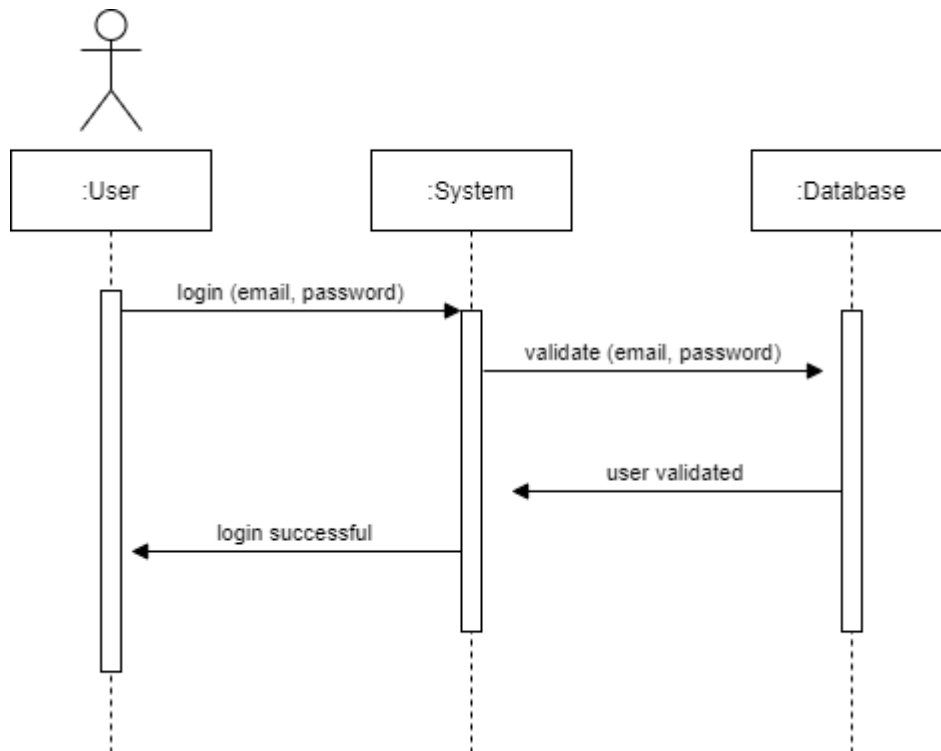 :User
:System
:Database
login (email, password)
validate (email, password)
user validated
login successful